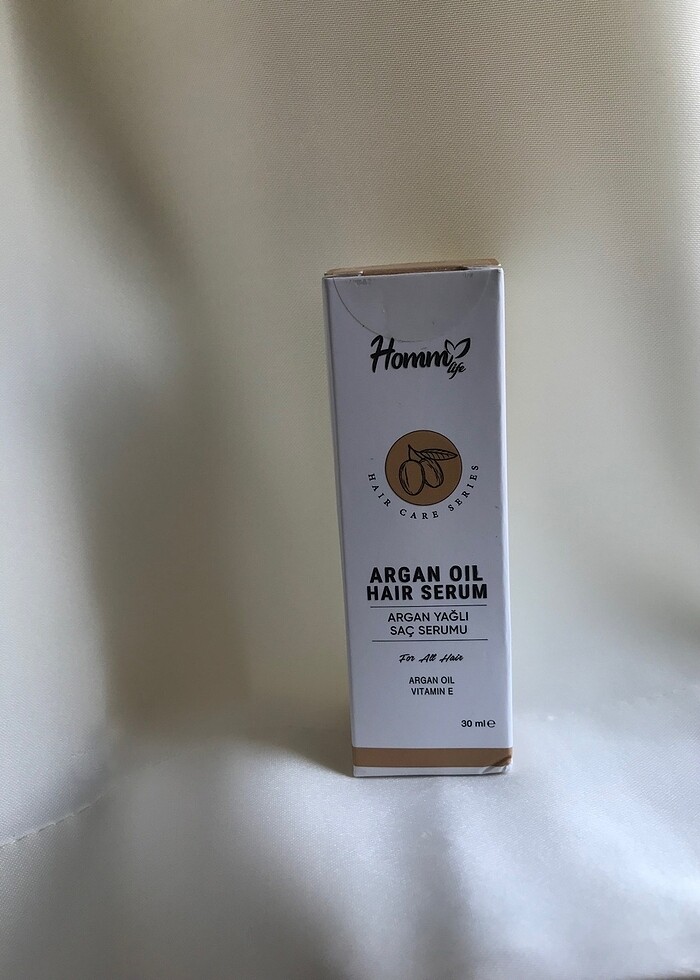 Homm life
HAIR CARE SERIES
ARGAN OIL
HAIR SERUM
ARGAN YAĞLI
SAÇ SERUMU
For All Hair
ARGAN OIL
VITAMIN E
30 ml e